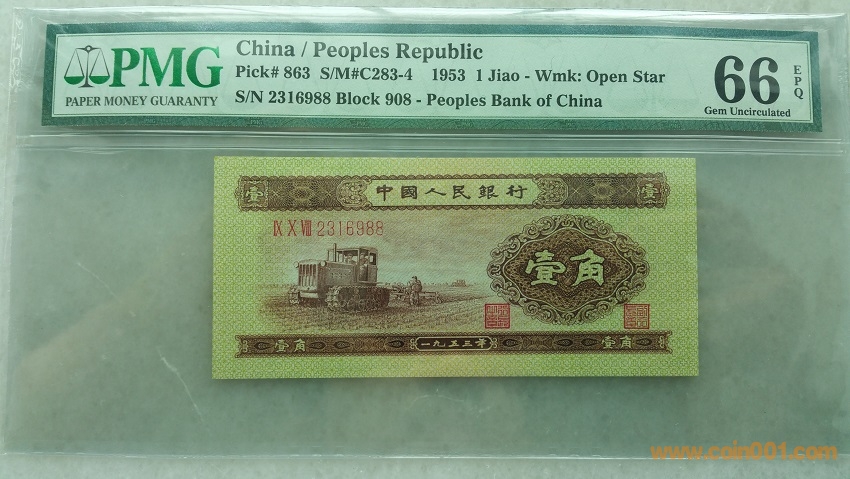 PMG
PAPER MONEY GUARANTY
China / Peoples Republic
Pick# 863 S/M#C283-4 1953 1 Jiao - Wmk: Open Star
S/N 2316988 Block 908 - Peoples Bank of China
66 EPQ
Gem Uncirculated
壹 中國人民銀行 壹
IX X VIII 2316988
壹角
壹角 一九五三年 壹角
www.coin001.com